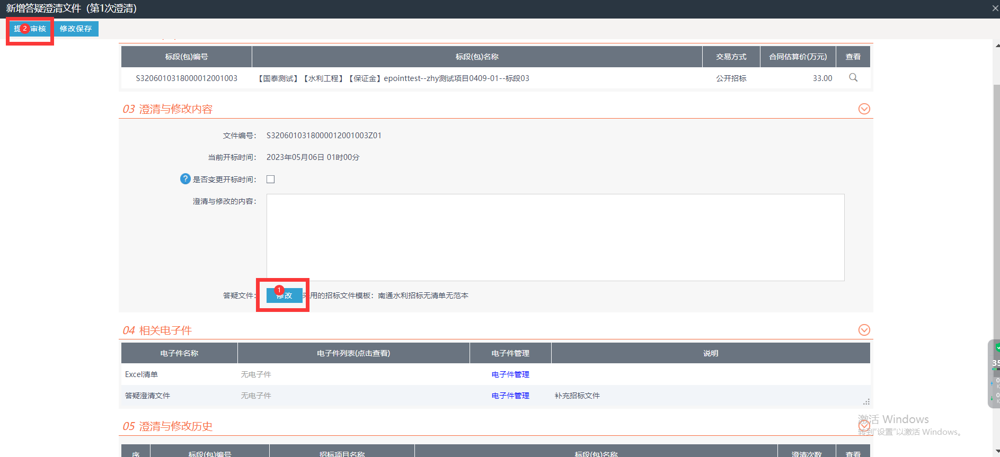 新增答疑澄清文件（第1次澄清）
提 2 审核 修改保存
标段(包)编号 标段(包)名称 交易方式 合同估算价(万元) 查看
S3206010318000012001003 【国泰测试】【水利工程】【保证金】epointtest--zhy测试项目0409-01--标段03 公开招标 33.00
03 澄清与修改内容
文件编号： S3206010318000012001003Z01
当前开标时间： 2023年05月06日 01时00分
? 是否变更开标时间：
澄清与修改的内容：
1
答疑文件： 修改 采用的招标文件模板：南通水利招标无清单无范本
04 相关电子件
电子件名称 电子件列表(点击查看) 电子件管理 说明
Excel清单 无电子件 电子件管理
答疑澄清文件 无电子件 电子件管理 补充招标文件
05 澄清与修改历史
激活 Windows
转到"设置"以激活 Windows。
序 标段(包)编号 招标项目名称 标段(包)名称 澄清次数 查看